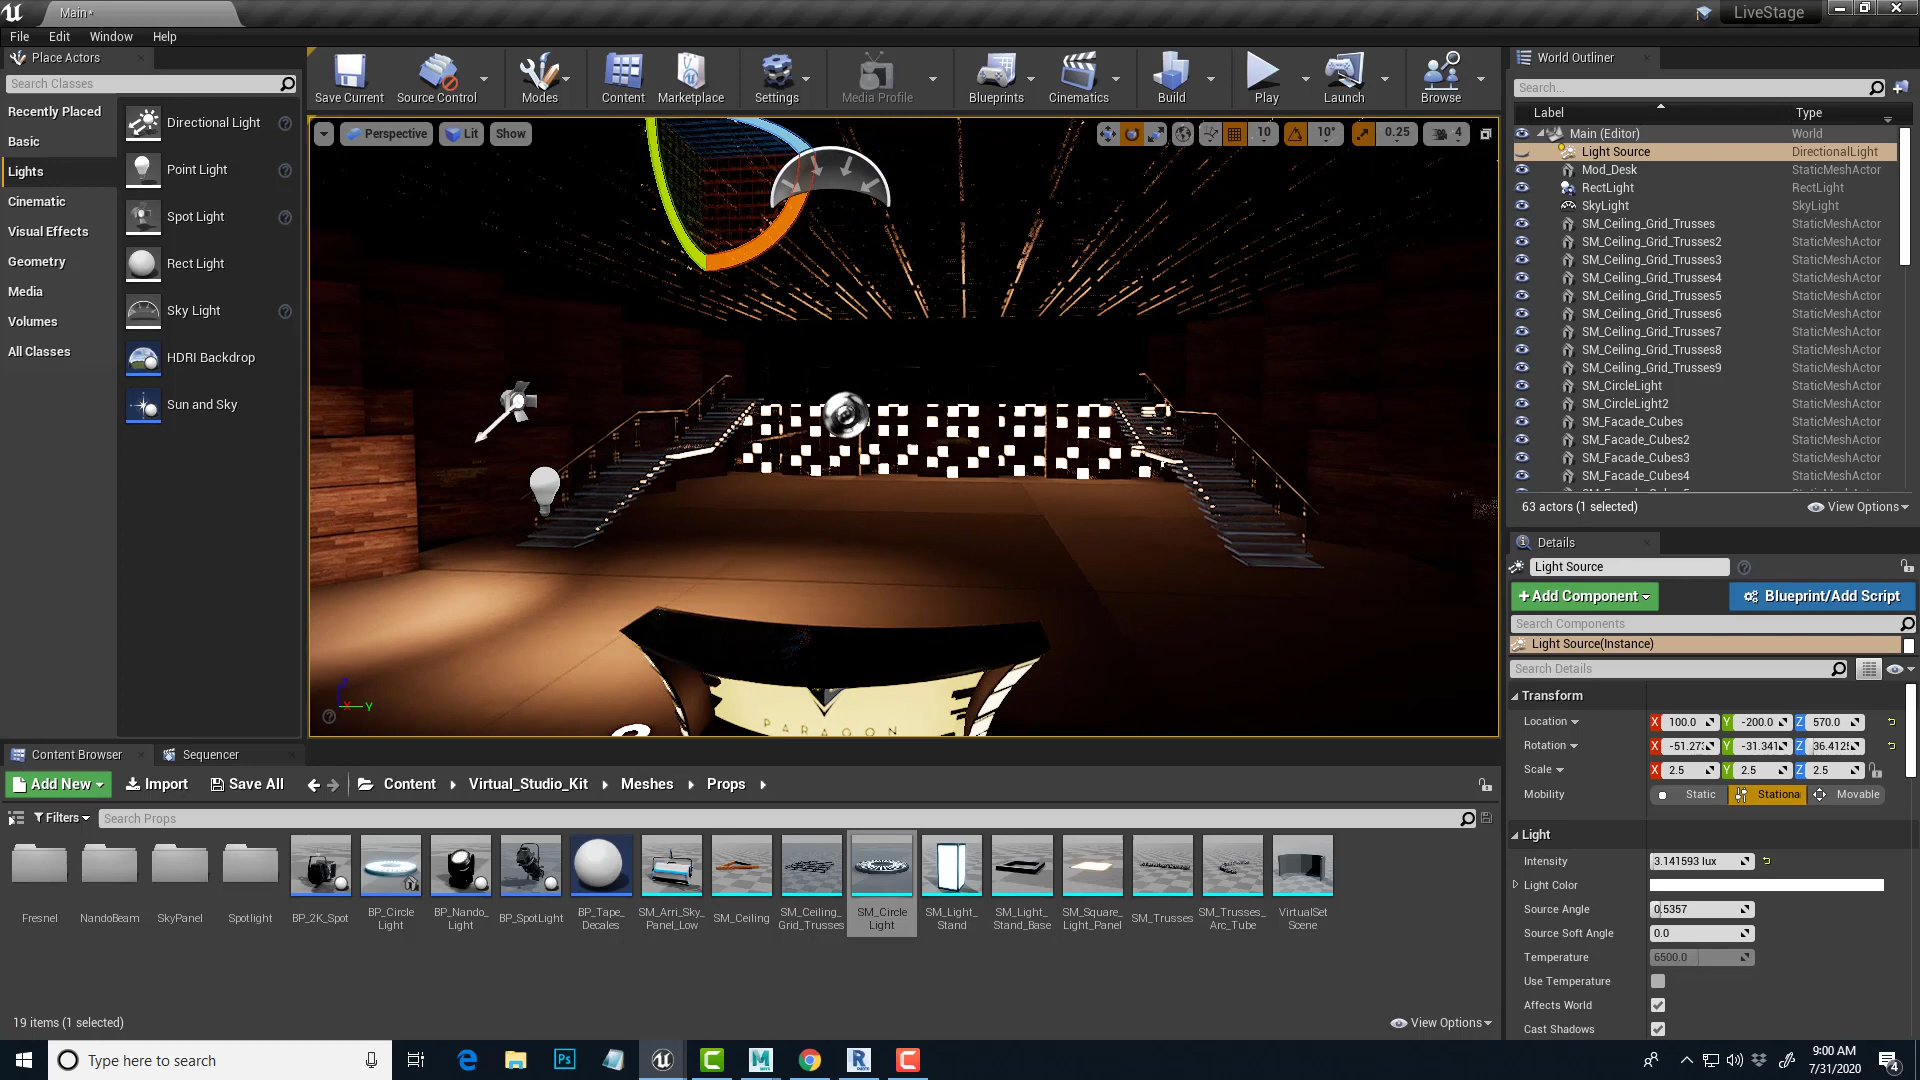 Main*
LiveStage
File Edit Window Help
Place Actors
Search Classes
Recently Placed
Basic
Lights
Cinematic
Visual Effects
Geometry
Media
Volumes
All Classes
Directional Light
Point Light
Spot Light
Rect Light
Sky Light
HDRI Backdrop
Sun and Sky
Save Current
Source Control
Modes
Content
Marketplace
Settings
Media Profile
Blueprints
Cinematics
Build
Play
Launch
Browse
Perspective
Lit
Show
10
10°
0.25
4
PARAGON
Z
X
Y
World Outliner
Search...
Label Type
Main (Editor) World
Light Source DirectionalLight
Mod_Desk StaticMeshActor
RectLight RectLight
SkyLight SkyLight
SM_Ceiling_Grid_Trusses StaticMeshActor
SM_Ceiling_Grid_Trusses2 StaticMeshActor
SM_Ceiling_Grid_Trusses3 StaticMeshActor
SM_Ceiling_Grid_Trusses4 StaticMeshActor
SM_Ceiling_Grid_Trusses5 StaticMeshActor
SM_Ceiling_Grid_Trusses6 StaticMeshActor
SM_Ceiling_Grid_Trusses7 StaticMeshActor
SM_Ceiling_Grid_Trusses8 StaticMeshActor
SM_Ceiling_Grid_Trusses9 StaticMeshActor
SM_CircleLight StaticMeshActor
SM_CircleLight2 StaticMeshActor
SM_Facade_Cubes StaticMeshActor
SM_Facade_Cubes2 StaticMeshActor
SM_Facade_Cubes3 StaticMeshActor
SM_Facade_Cubes4 StaticMeshActor
63 actors (1 selected)
View Options
Details
Light Source
+Add Component
Blueprint/Add Script
Search Components
Light Source(Instance)
Search Details
Transform
Location X 100.0 Y -200.0 Z 570.0
Rotation X -51.27 Y -31.341 Z 36.412
Scale X 2.5 Y 2.5 Z 2.5
Mobility Static Stationa Movable
Light
Intensity 3.141593 lux
Light Color
Source Angle 0.5357
Source Soft Angle 0.0
Temperature 6500.0
Use Temperature
Affects World
Cast Shadows
Content Browser
Sequencer
Add New
Import
Save All
Content
Virtual_Studio_Kit
Meshes
Props
Filters
Search Props
Fresnel
NandoBeam
SkyPanel
Spotlight
BP_2K_Spot
BP_Circle
Light
BP_Nando_
Light
BP_SpotLight
BP_Tape_
Decales
SM_Arri_Sky_
Panel_Low
SM_Ceiling
SM_Ceiling_
Grid_Trusses
SM_Circle
Light
SM_Light_
Stand
SM_Light_
Stand_Base
SM_Square_
Light_Panel
SM_Trusses
SM_Trusses_
Arc_Tube
VirtualSet
Scene
19 items (1 selected)
View Options
Type here to search
Ps
9:00 AM
7/31/2020
4